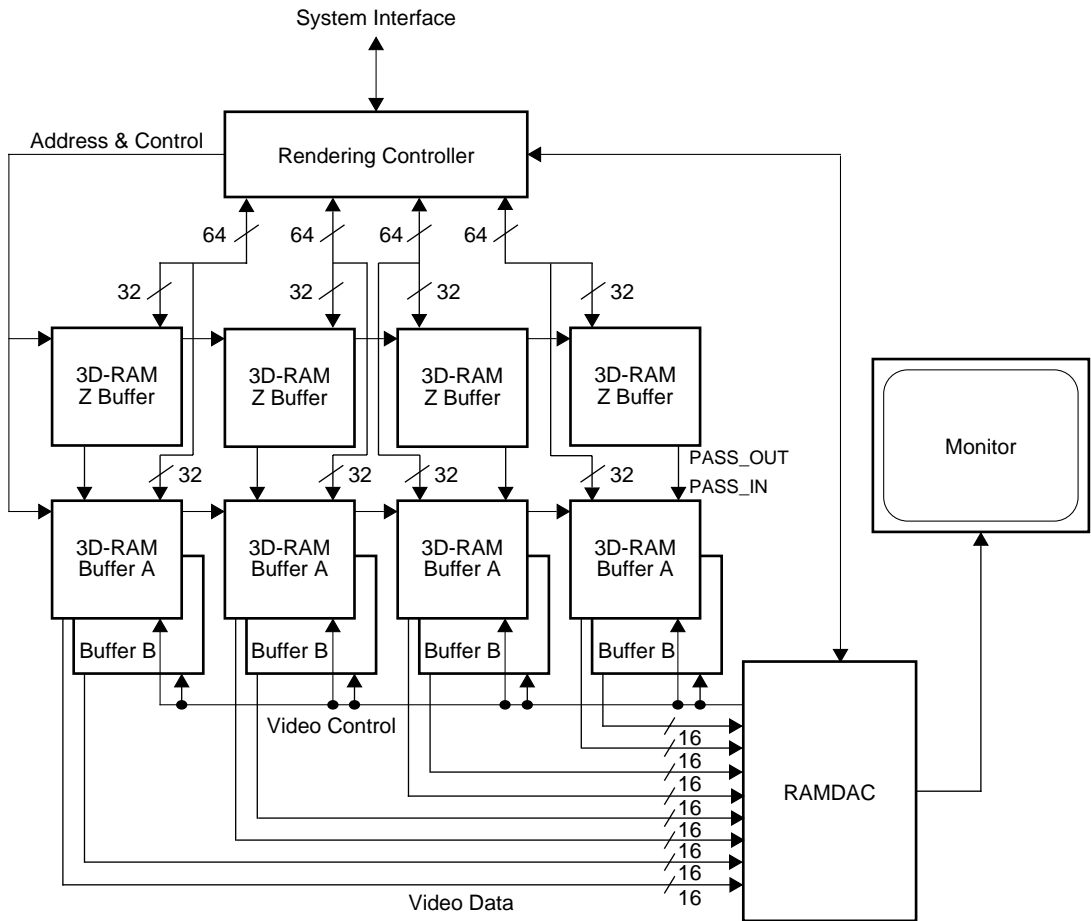 System Interface
Address & Control
Rendering Controller
64
64
64
64
32
32
32
32
3D-RAM
Z Buffer
3D-RAM
Z Buffer
3D-RAM
Z Buffer
3D-RAM
Z Buffer
Monitor
PASS_OUT
PASS_IN
32
32
32
32
3D-RAM
Buffer A
3D-RAM
Buffer A
3D-RAM
Buffer A
3D-RAM
Buffer A
Buffer B
Buffer B
Buffer B
Buffer B
Video Control
16
16
16
16
16
16
16
16
RAMDAC
Video Data